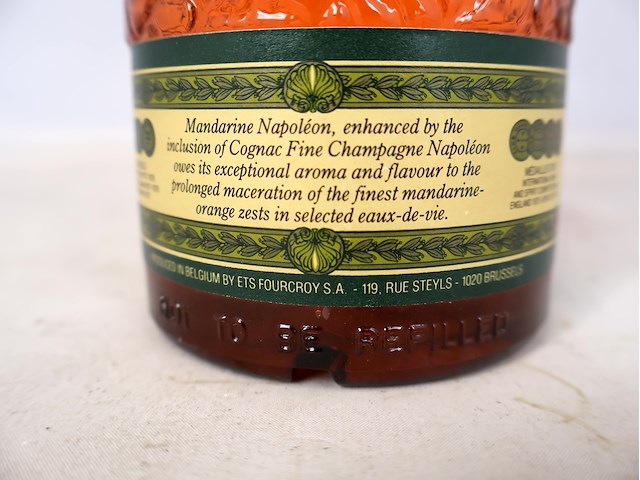 Mandarine Napoléon, enhanced by the
inclusion of Cognac Fine Champagne Napoléon
owes its exceptional aroma and flavour to the
prolonged maceration of the finest mandarine-
orange zests in selected eaux-de-vie.
PRODUCED IN BELGIUM BY ETS FOURCROY S.A. - 119, RUE STEYLS - 1020 BRUSSELS
TO BE REFILLED